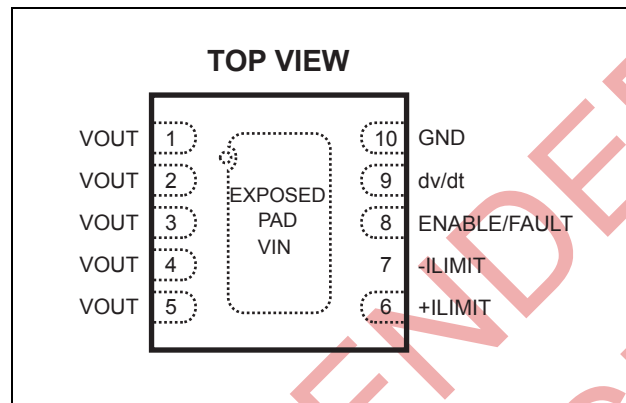 TOP VIEW
VOUT 1 10 GND
VOUT 2 9 dv/dt
VOUT 3 8 ENABLE/FAULT
VOUT 4 7 -ILIMIT
VOUT 5 6 +ILIMIT
EXPOSED
PAD
VIN